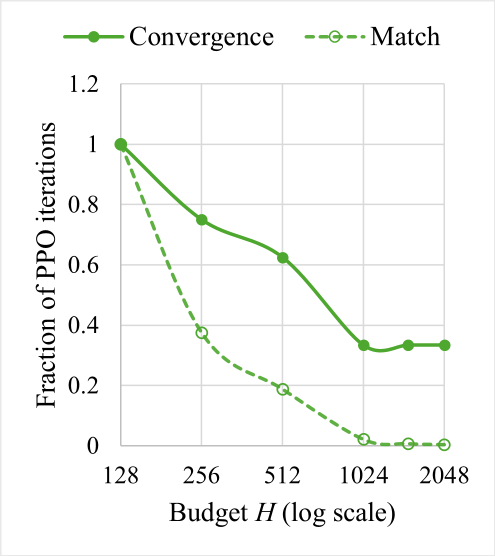 Convergence Match
1.2
1
0.8
0.6
0.4
0.2
0
Fraction of PPO iterations
128 256 512 1024 2048
Budget H (log scale)